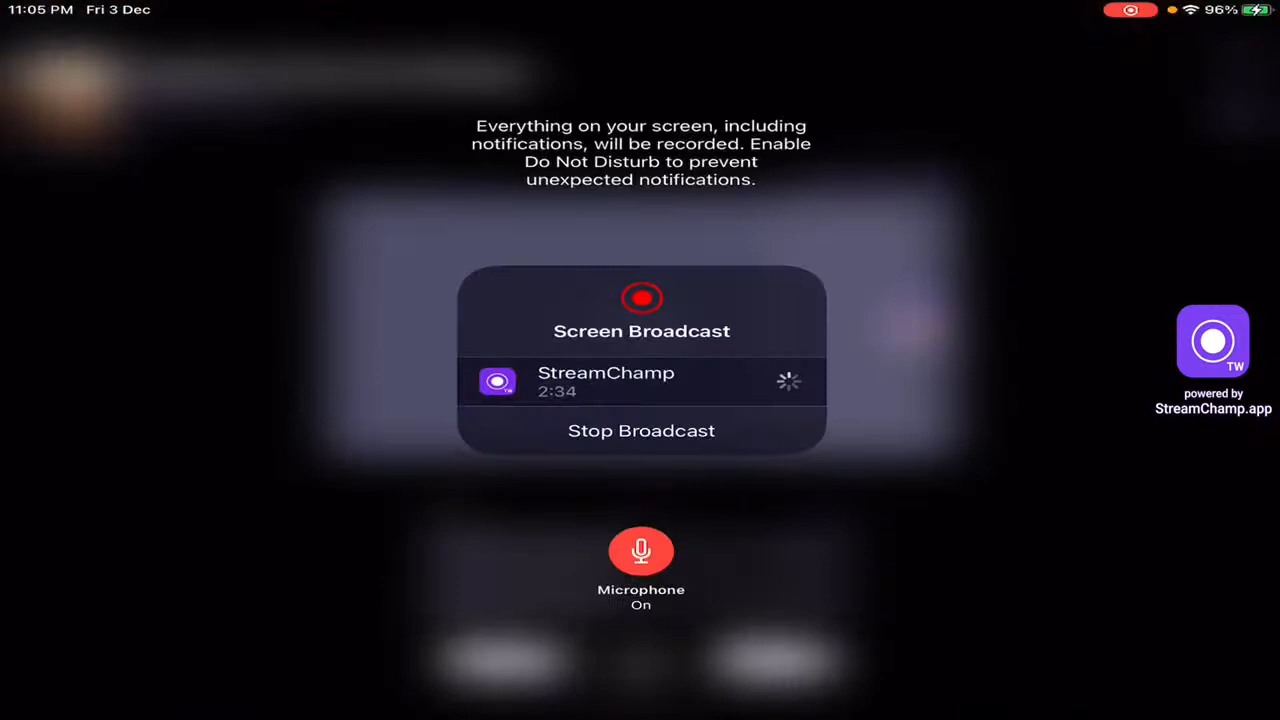 11:05 PM Fri 3 Dec
96%
Everything on your screen, including
notifications, will be recorded. Enable
Do Not Disturb to prevent
unexpected notifications.
Screen Broadcast
TW
StreamChamp
2:34
Stop Broadcast
Microphone
On
TW
powered by
StreamChamp.app